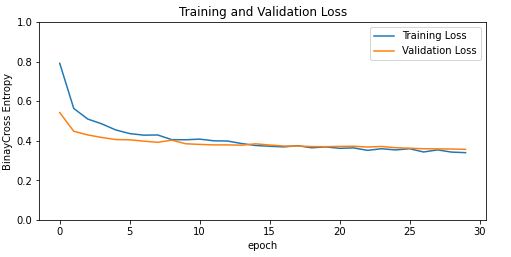 Training and Validation Loss
Training Loss
Validation Loss
BinayCross Entropy
1.0
0.8
0.6
0.4
0.2
0.0
0 5 10 15 20 25 30
epoch